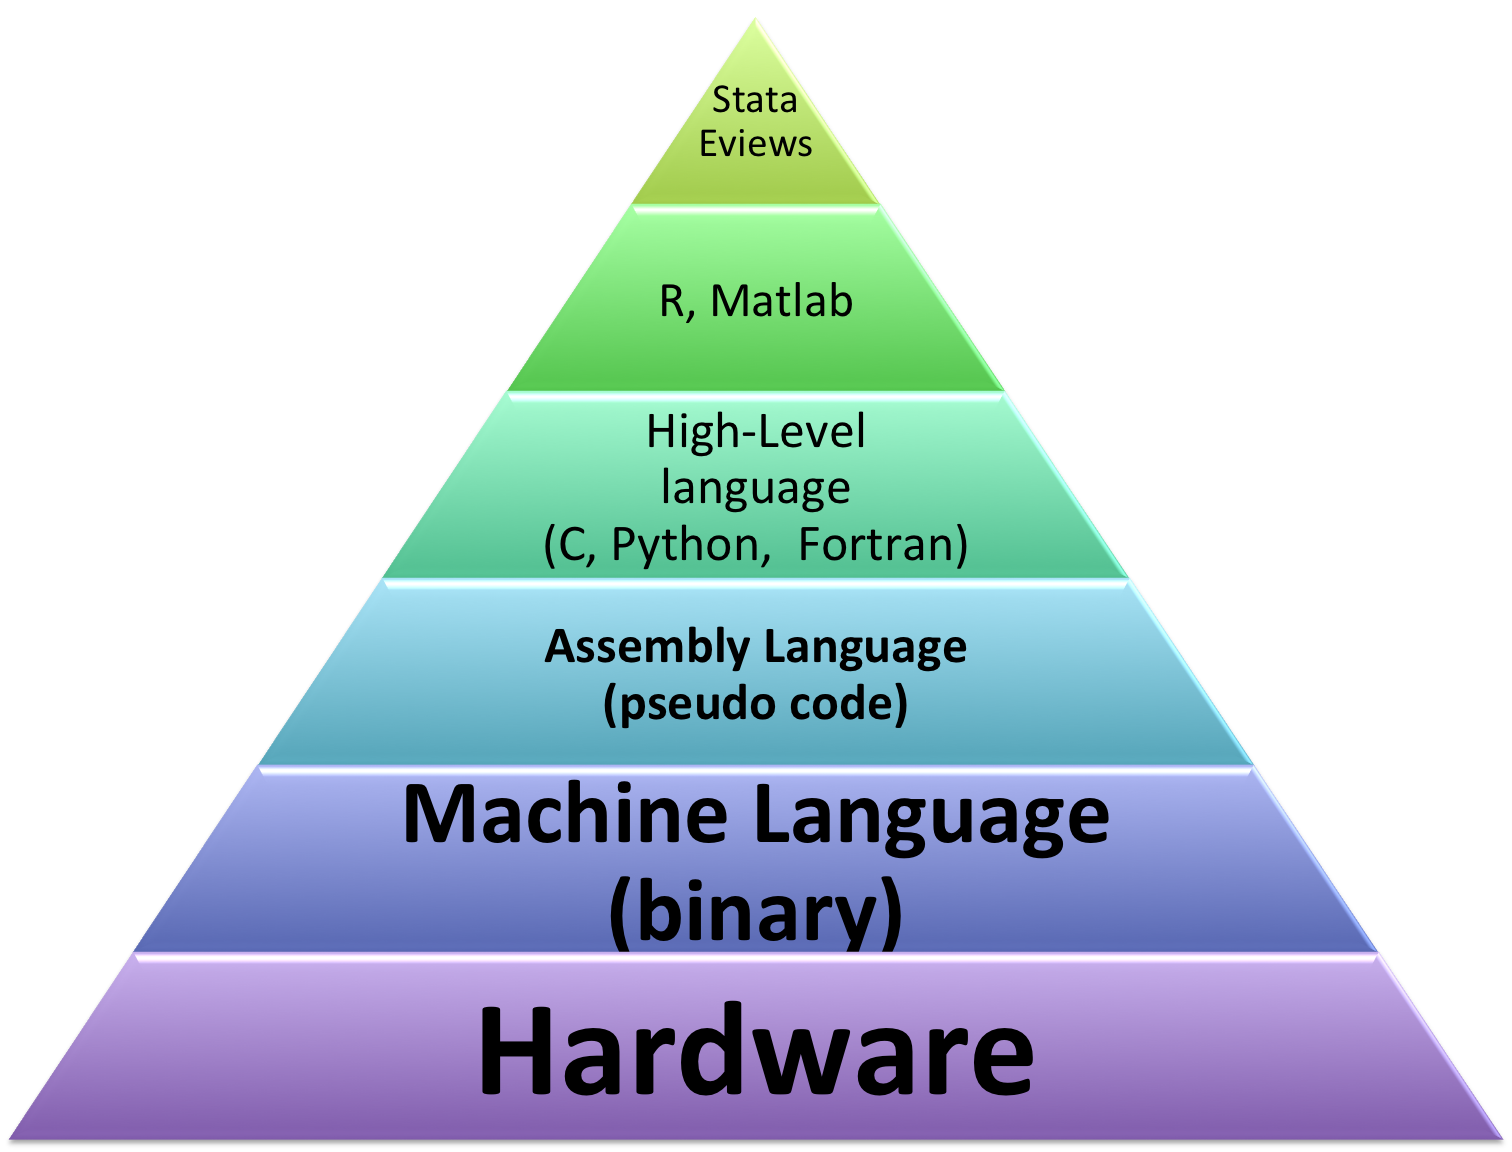 Stata
Eviews
R, Matlab
High-Level
language
(C, Python,  Fortran)
Assembly Language
(pseudo code)
Machine Language
(binary)
Hardware